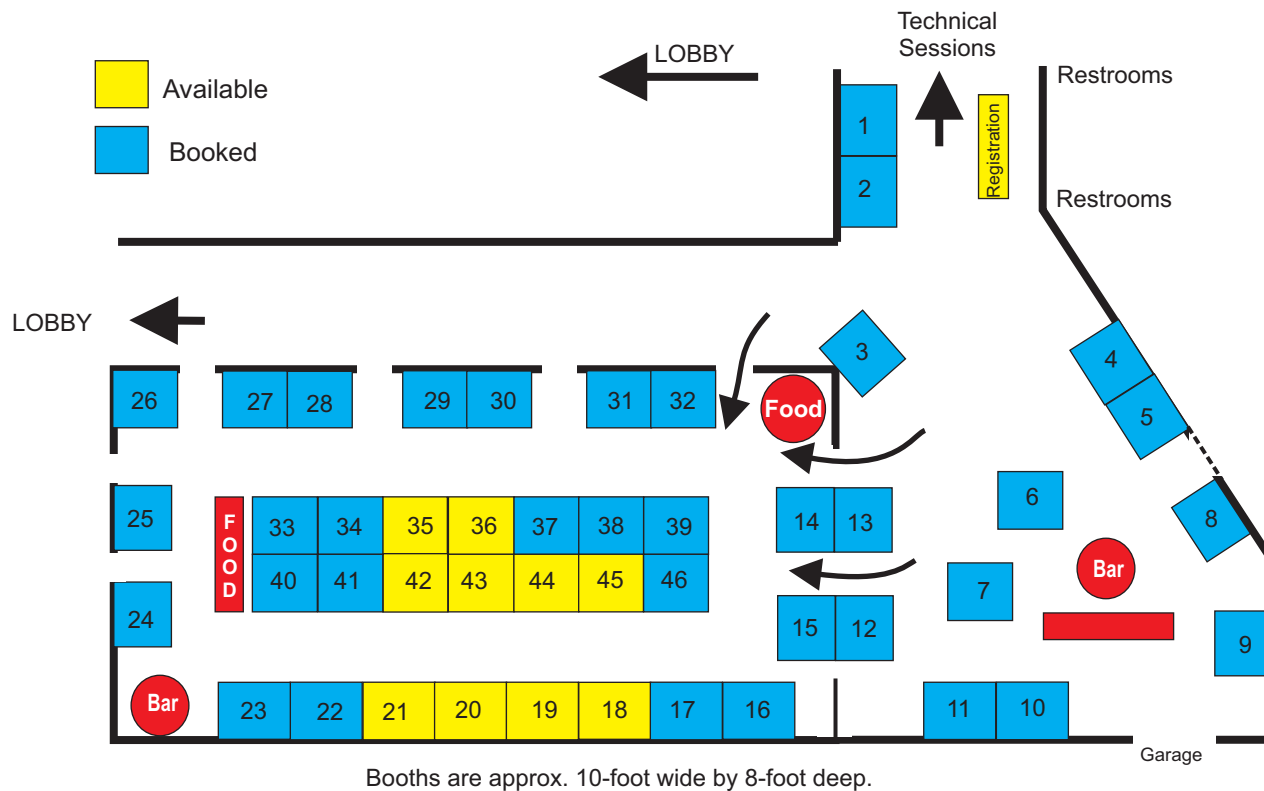 Technical
Sessions
LOBBY
Available
Booked
Restrooms
Registration
1
2
Restrooms
LOBBY
3
4
5
26
27 28
29 30
31 32
Food
25
FOOD
33 34 35 36 37 38 39
14 13
6
8
40 41 42 43 44 45 46
24
15 12
7
Bar
9
Bar
23 22 21 20 19 18 17 16
11 10
Garage
Booths are approx. 10-foot wide by 8-foot deep.